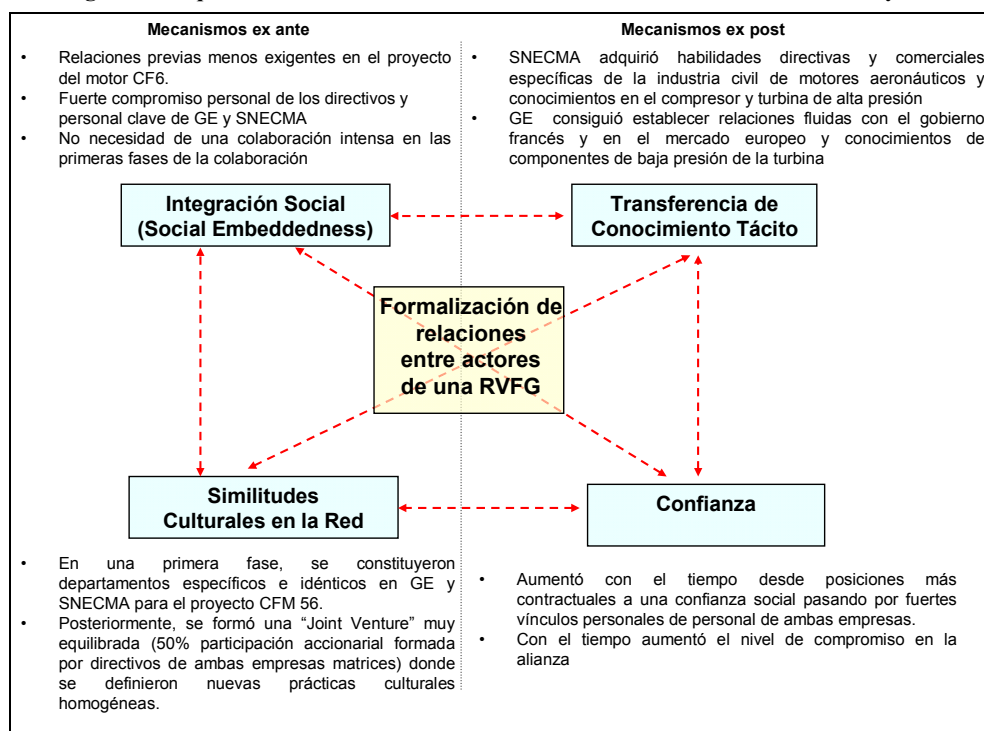 Mecanismos ex ante
• Relaciones previas menos exigentes en el proyecto
del motor CF6.
• Fuerte compromiso personal de los directivos y
personal clave de GE y SNECMA
• No necesidad de una colaboración intensa en las
primeras fases de la colaboración
Mecanismos ex post
• SNECMA adquirió habilidades directivas y comerciales
específicas de la industria civil de motores aeronáuticos y
conocimientos en el compresor y turbina de alta presión
• GE consiguió establecer relaciones fluidas con el gobierno
francés y en el mercado europeo y conocimientos de
componentes de baja presión de la turbina
Integración Social
(Social Embeddedness)
Transferencia de
Conocimiento Tácito
Formalización de
relaciones
entre actores
de una RVFG
Similitudes
Culturales en la Red
Confianza
• En una primera fase, se constituyeron
departamentos específicos e idénticos en GE y
SNECMA para el proyecto CFM 56.
• Posteriormente, se formó una “Joint Venture” muy
equilibrada (50% participación accionarial formada
por directivos de ambas empresas matrices) donde
se definieron nuevas prácticas culturales
homogéneas.
• Aumentó con el tiempo desde posiciones más
contractuales a una confianza social pasando por fuertes
vínculos personales de personal de ambas empresas.
• Con el tiempo aumentó el nivel de compromiso en la
alianza